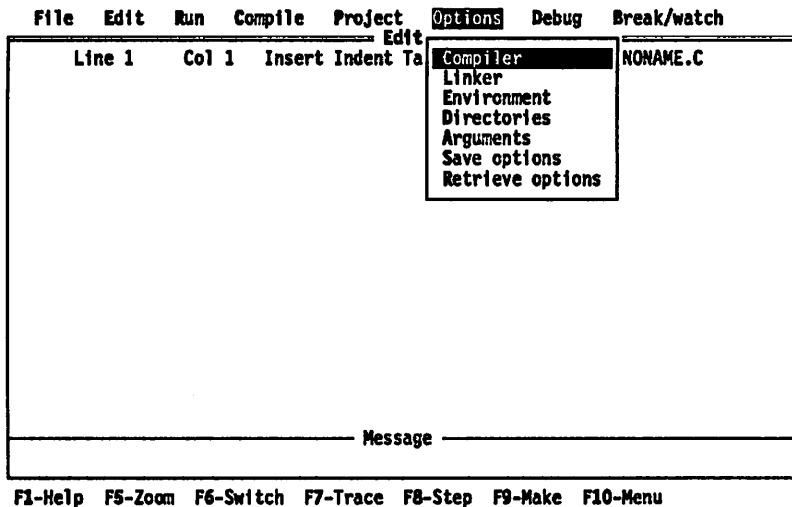 File Edit Run Compile Project Options Debug Break/watch
Edit
Line 1 Col 1 Insert Indent Ta NONAME.C
Compiler
Linker
Environment
Directories
Arguments
Save options
Retrieve options
Message
F1-Help F5-Zoom F6-Switch F7-Trace F8-Step F9-Make F10-Menu